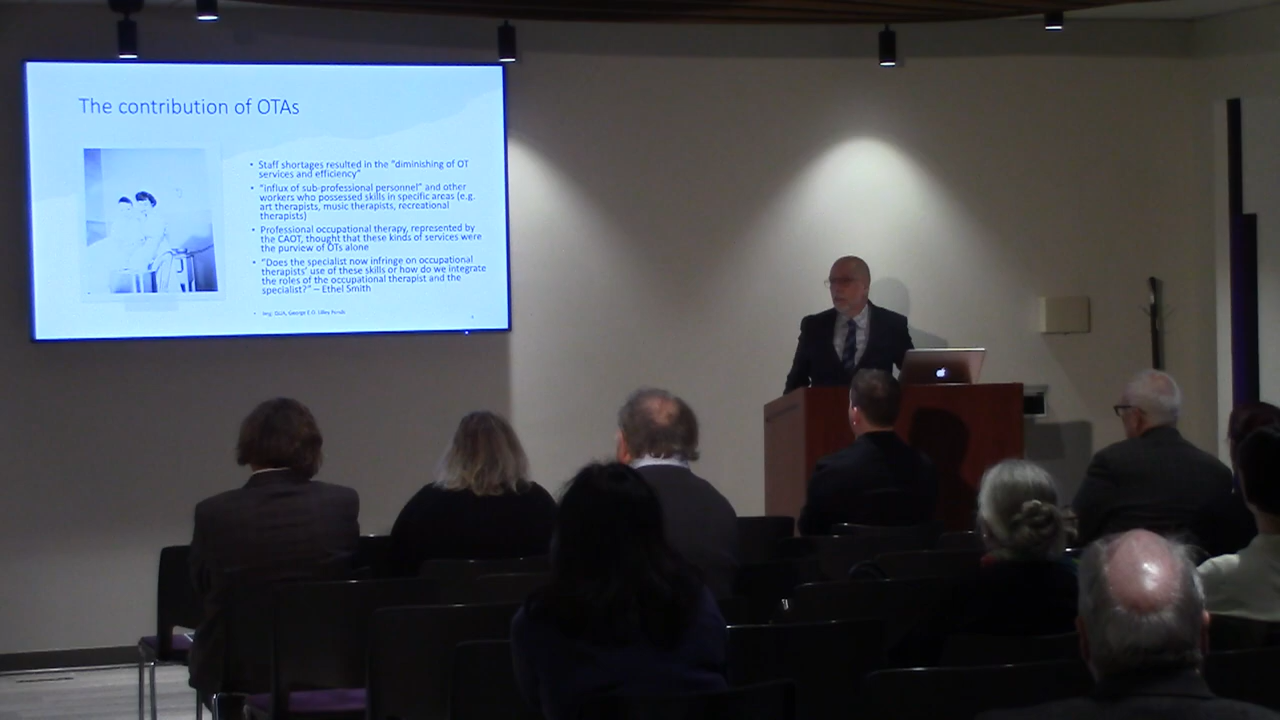 The contribution of OTAs
• Staff shortages resulted in the "diminishing of OT
services and efficiency"
• "influx of sub-professional personnel" and other
workers who possessed skills in specific areas (e.g.
art therapists, music therapists, recreational
therapists)
• Professional occupational therapy, represented by
the CAOT, thought that these kinds of services were
the purview of OTs alone
• "Does the specialist now infringe on occupational
therapists' use of these skills or how do we integrate
the roles of the occupational therapist and the
specialist?" – Ethel Smith